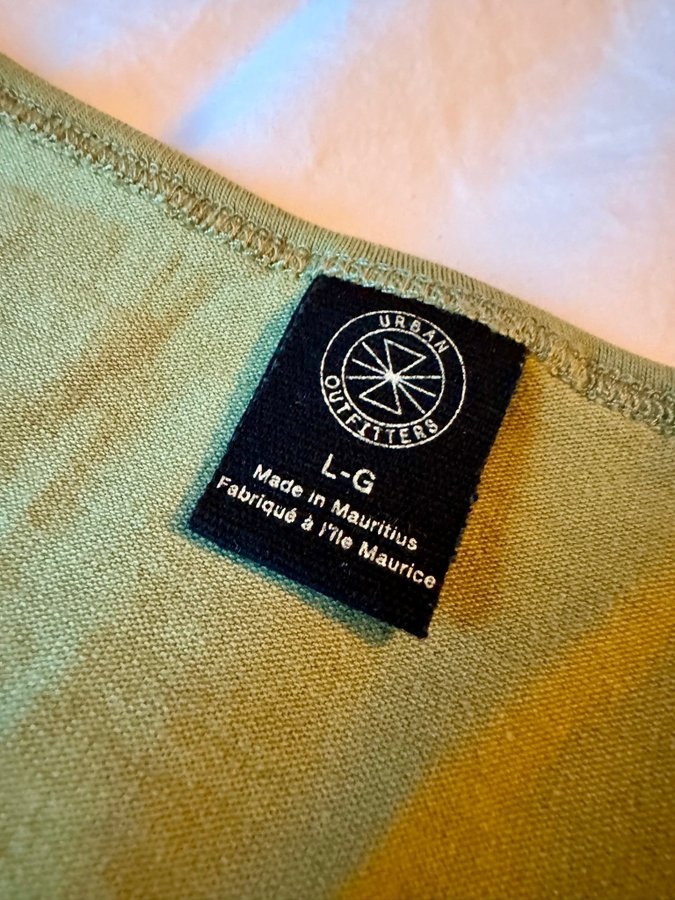 URBAN
OUTFITTERS
L-G
Made in Mauritius
Fabriqué à l'île Maurice